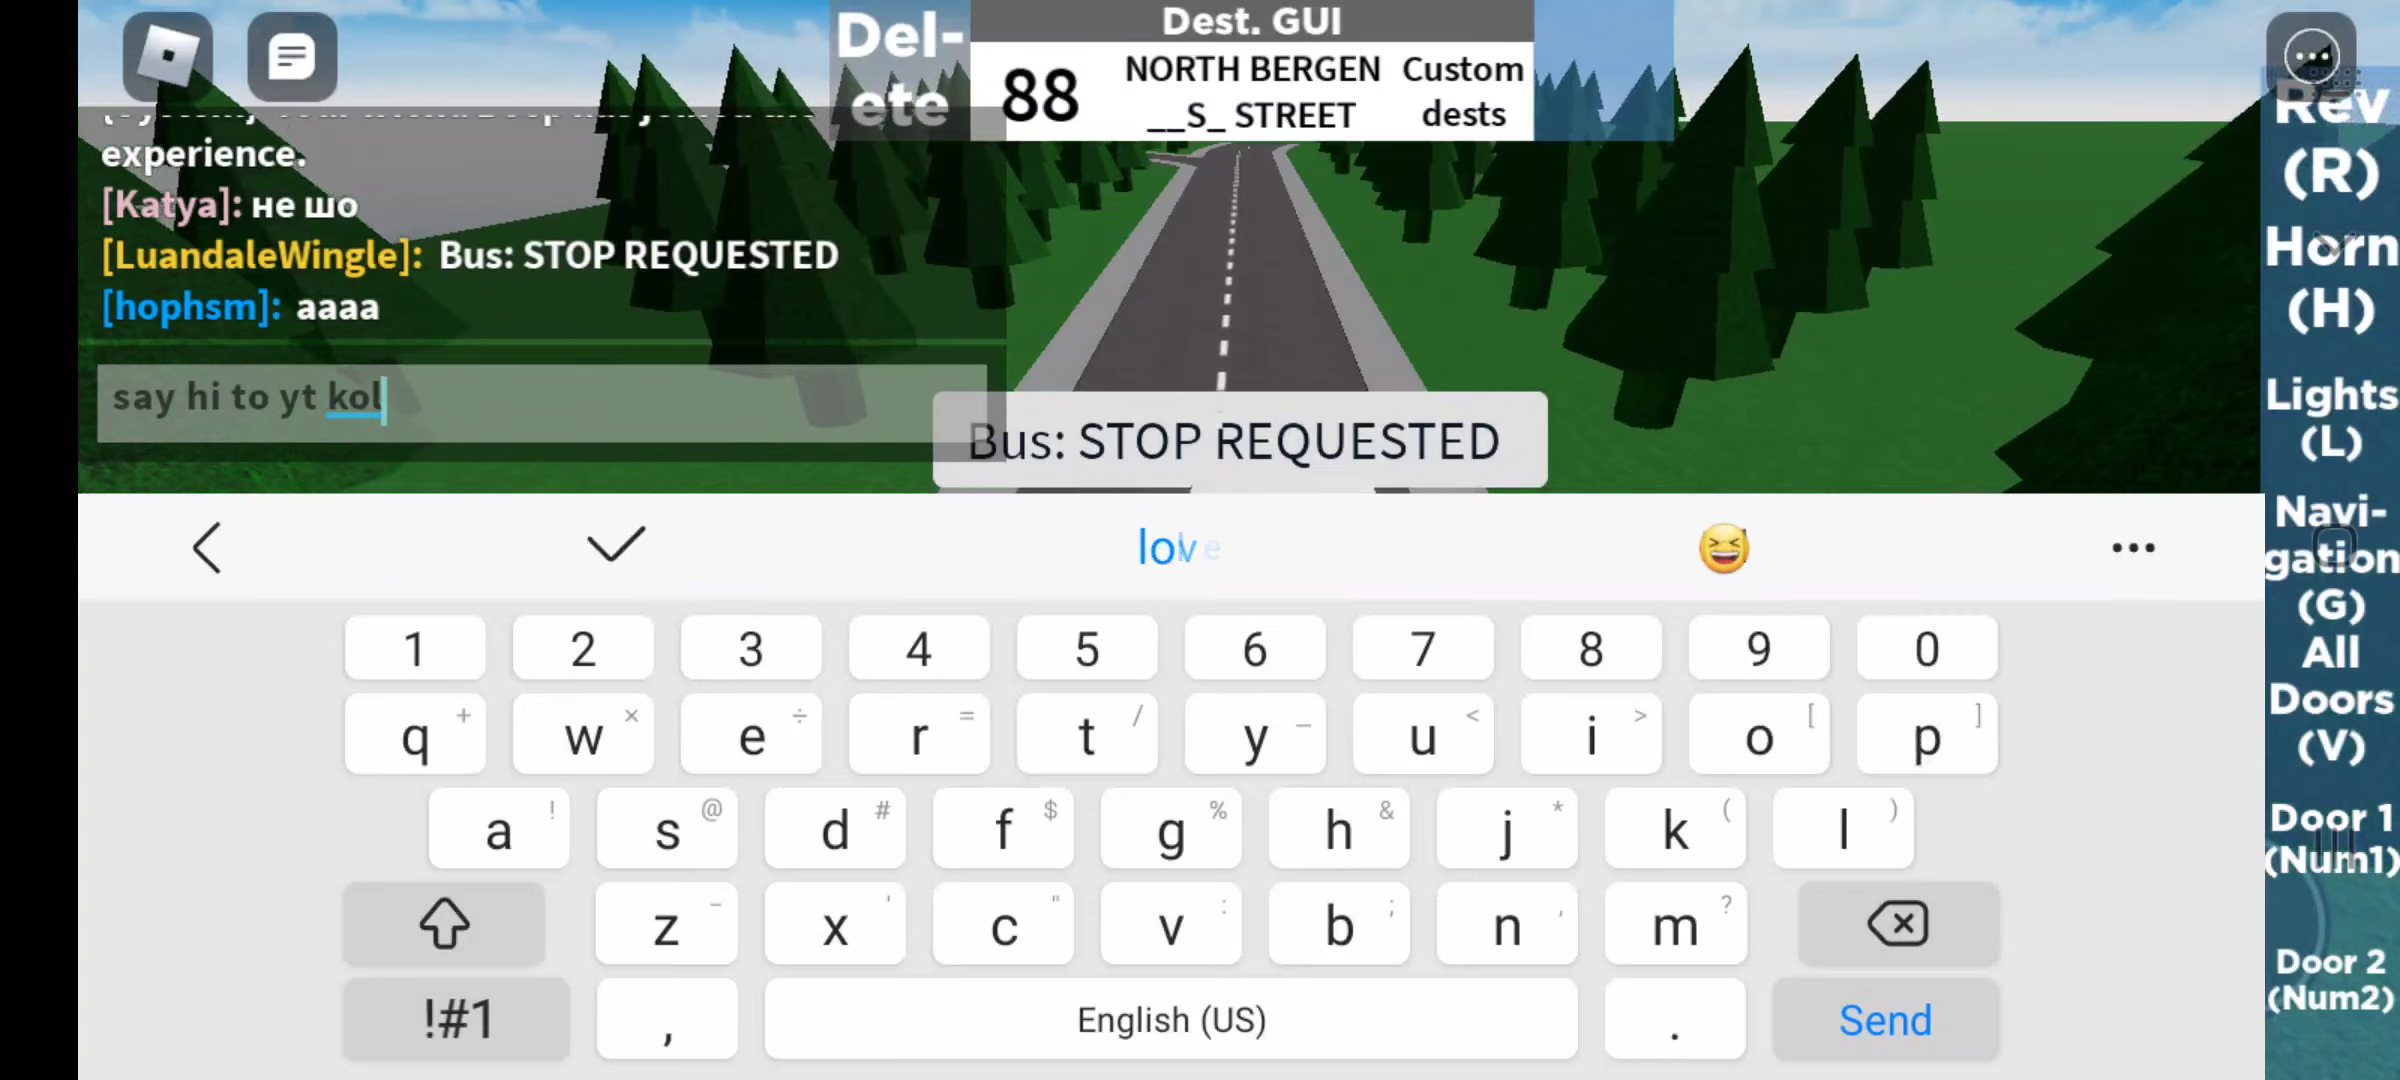 Del-
ete
Dest. GUI
88
NORTH BERGEN
__S_ STREET
Custom
dests
experience.
[Katya]: не шо
[LuandaleWingle]: Bus: STOP REQUESTED
[hophsm]: aaaa
say hi to yt kol
Bus: STOP REQUESTED
Rev
(R)
Horn
(H)
Lights
(L)
Navi-
gation
(G)
All
Doors
(V)
Door 1
(Num1)
Door 2
(Num2)
1 2 3 4 5 6 7 8 9 0
q + w × e ÷ r = t / y _ u < i > o [ p ]
a ! s @ d # f $ g % h & j * k ( l )
z - x ' c " v : b ; n , m ?
!#1 , English (US) . Send